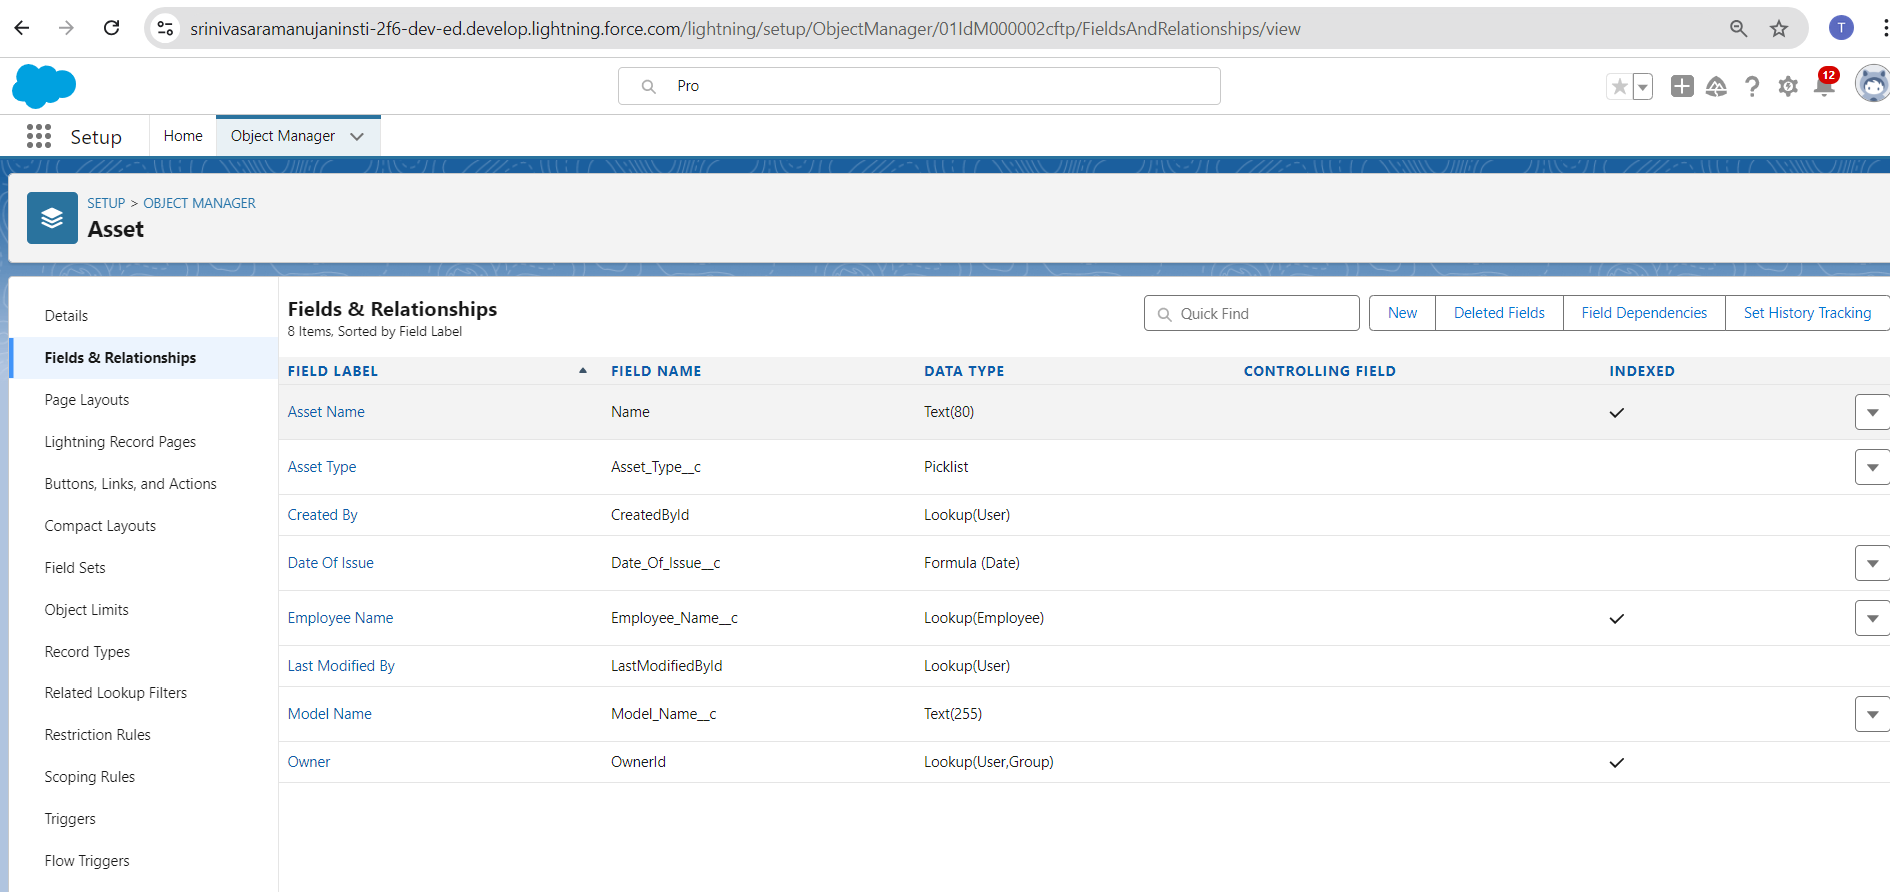 srinivasaramanujaninsti-2f6-dev-ed.develop.lightning.force.com/lightning/setup/ObjectManager/01IdM000002cftp/FieldsAndRelationships/view
T
Pro
12
Setup
Home
Object Manager
SETUP > OBJECT MANAGER
Asset
Details
Fields & Relationships
Page Layouts
Lightning Record Pages
Buttons, Links, and Actions
Compact Layouts
Field Sets
Object Limits
Record Types
Related Lookup Filters
Restriction Rules
Scoping Rules
Triggers
Flow Triggers
Fields & Relationships
8 Items, Sorted by Field Label
Quick Find
New
Deleted Fields
Field Dependencies
Set History Tracking
FIELD LABEL FIELD NAME DATA TYPE CONTROLLING FIELD INDEXED
Asset Name Name Text(80)
Asset Type Asset_Type__c Picklist
Created By CreatedById Lookup(User)
Date Of Issue Date_Of_Issue__c Formula (Date)
Employee Name Employee_Name__c Lookup(Employee)
Last Modified By LastModifiedById Lookup(User)
Model Name Model_Name__c Text(255)
Owner OwnerId Lookup(User,Group)